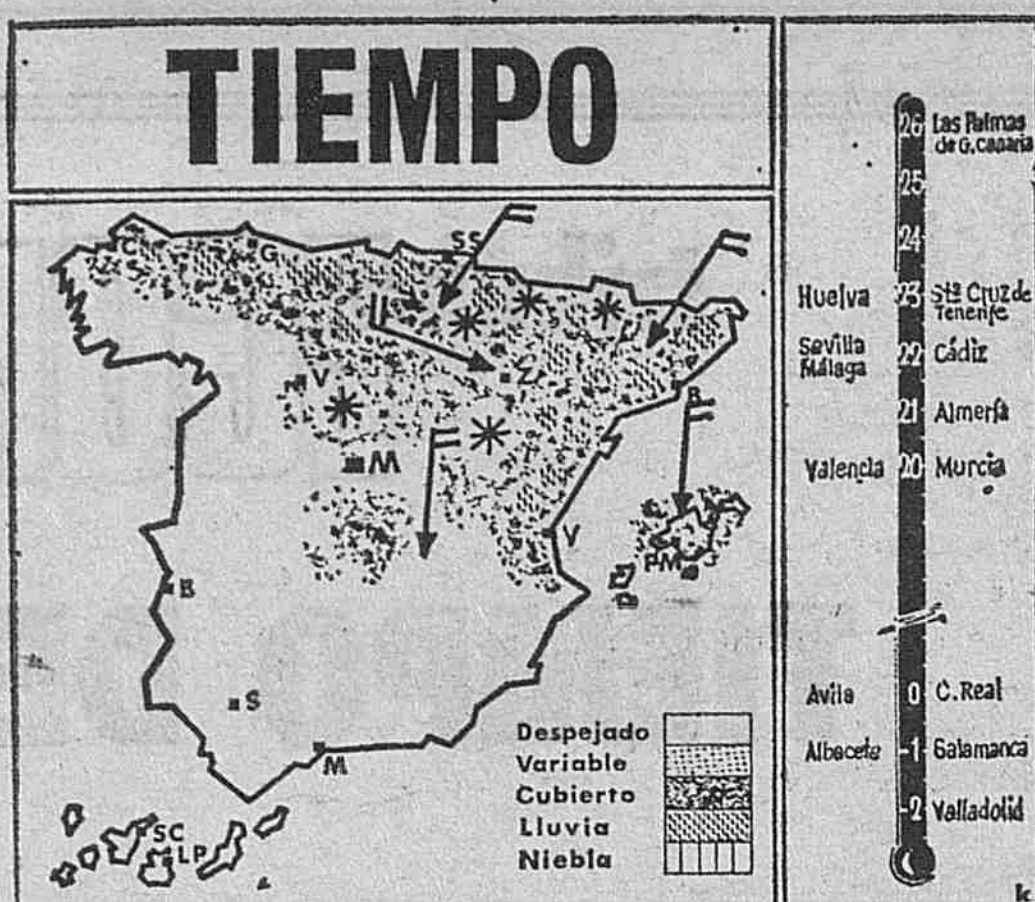 TIEMPO
C
G
SS
V
Z
B
M
V
PM
B
S
M
SC
LP
Despejado
Variable
Cubierto
Lluvia
Niebla
26 Las Palmas
de G. Canaria
25
24
Huelva 23 Stª Cruz de
Tenerife
Sevilla
Málaga 22 Cádiz
21 Almería
Valencia 20 Murcia
Avila 0 C. Real
Albacete -1 Salamanca
-2 Valladolid